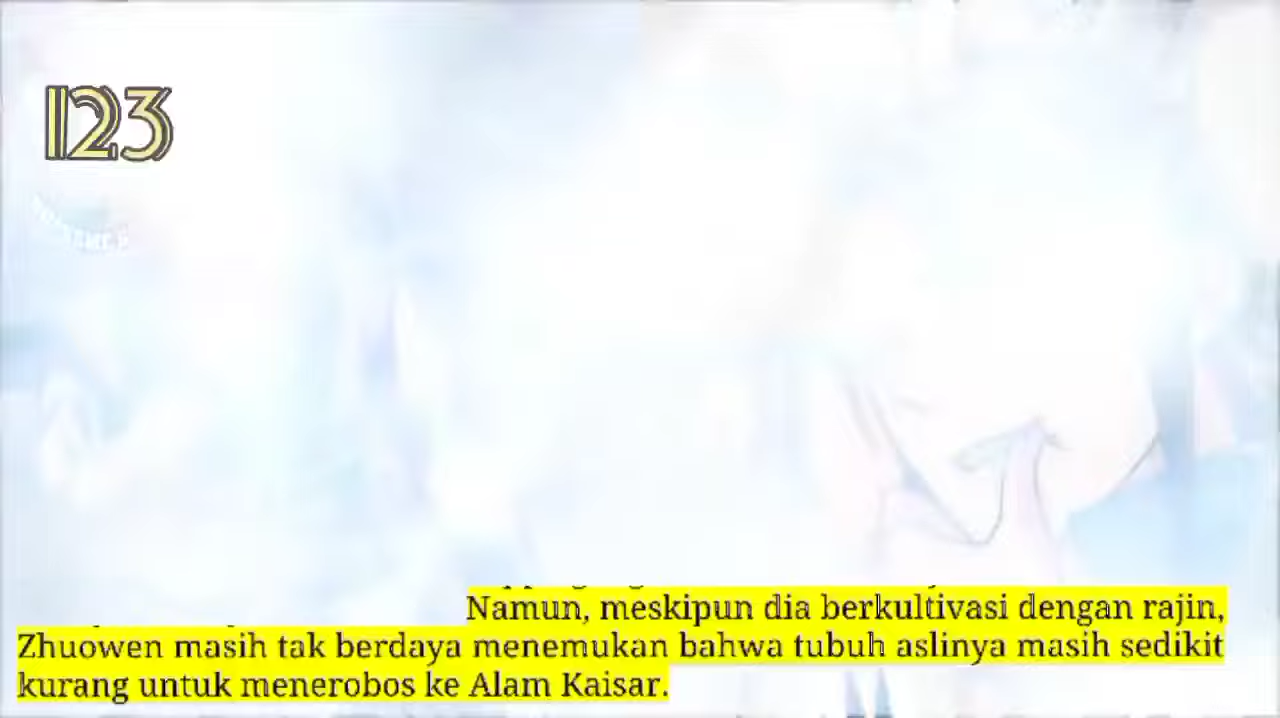 123
Namun, meskipun dia berkultivasi dengan rajin,
Zhuowen masih tak berdaya menemukan bahwa tubuh aslinya masih sedikit
kurang untuk menerobos ke Alam Kaisar.